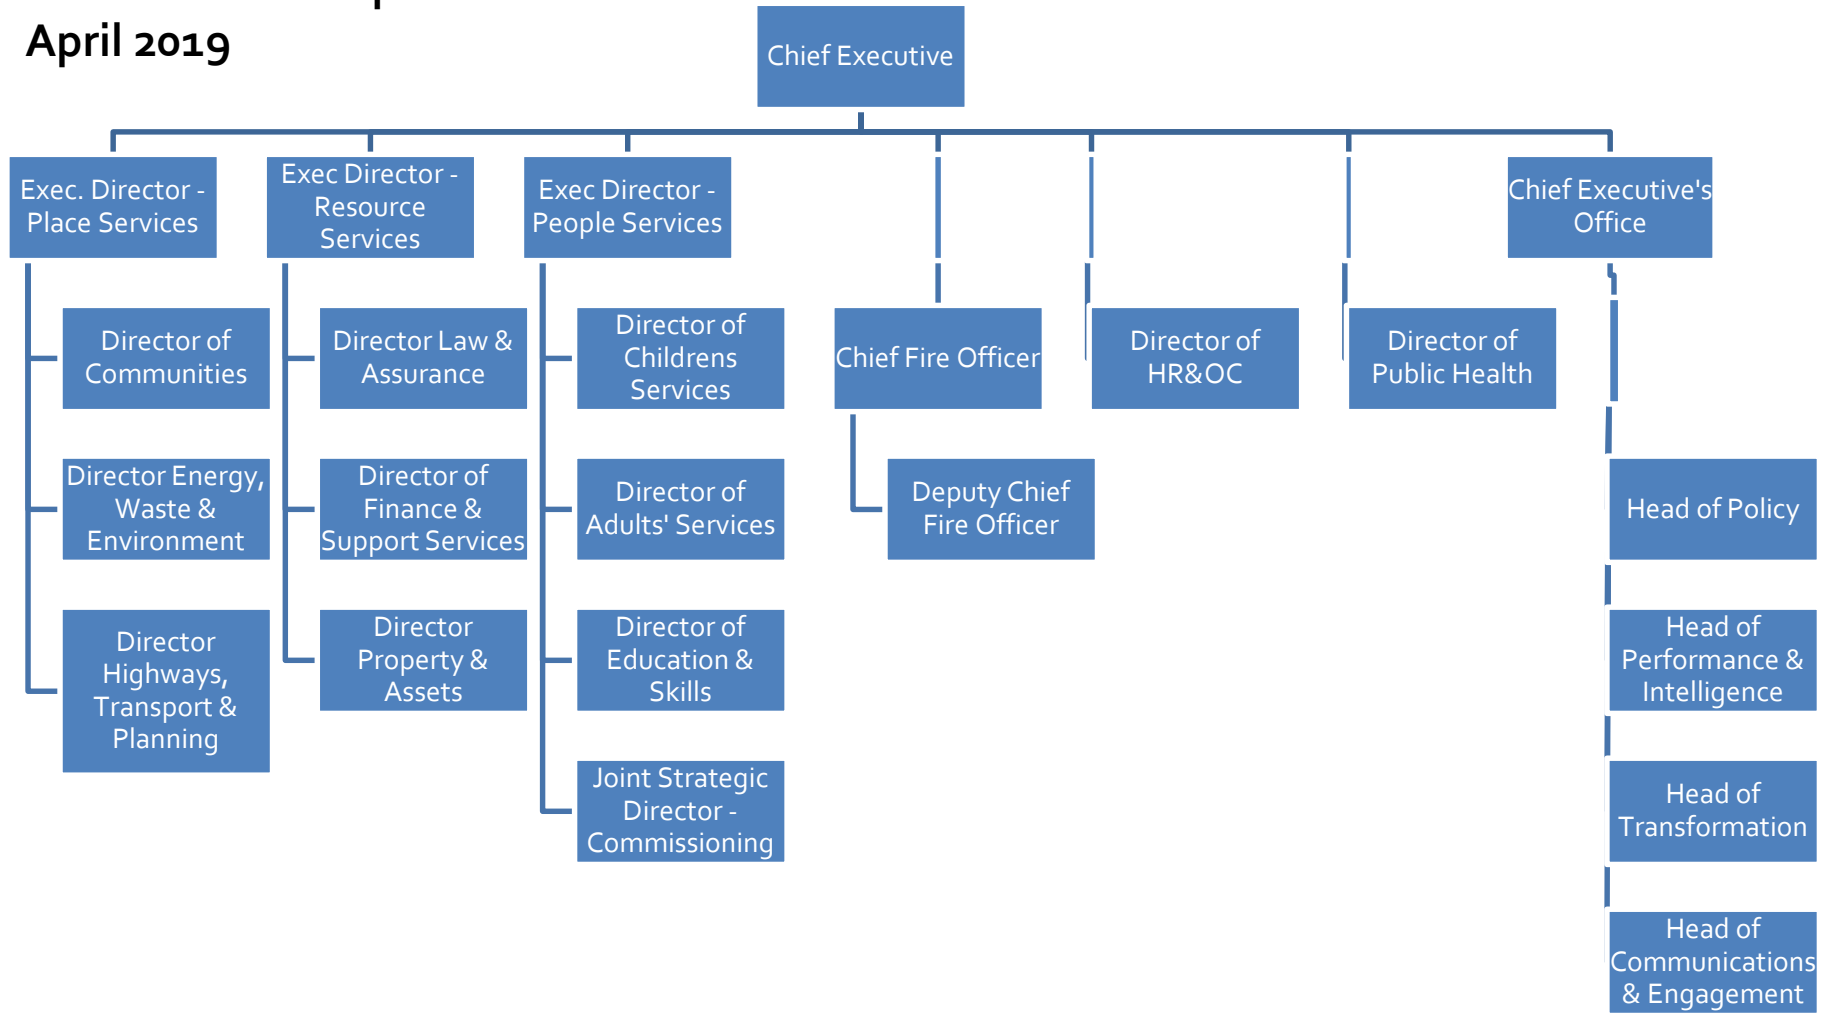 April 2019
Chief Executive
Exec. Director -
Place Services
Exec Director -
Resource
Services
Exec Director -
People Services
Chief Executive's
Office
Director of
Communities
Director Law &
Assurance
Director of
Childrens
Services
Chief Fire Officer
Director of
HR&OC
Director of
Public Health
Director Energy,
Waste &
Environment
Director of
Finance &
Support Services
Director of
Adults' Services
Deputy Chief
Fire Officer
Head of Policy
Director
Highways,
Transport &
Planning
Director
Property &
Assets
Director of
Education &
Skills
Head of
Performance &
Intelligence
Joint Strategic
Director -
Commissioning
Head of
Transformation
Head of
Communications
& Engagement